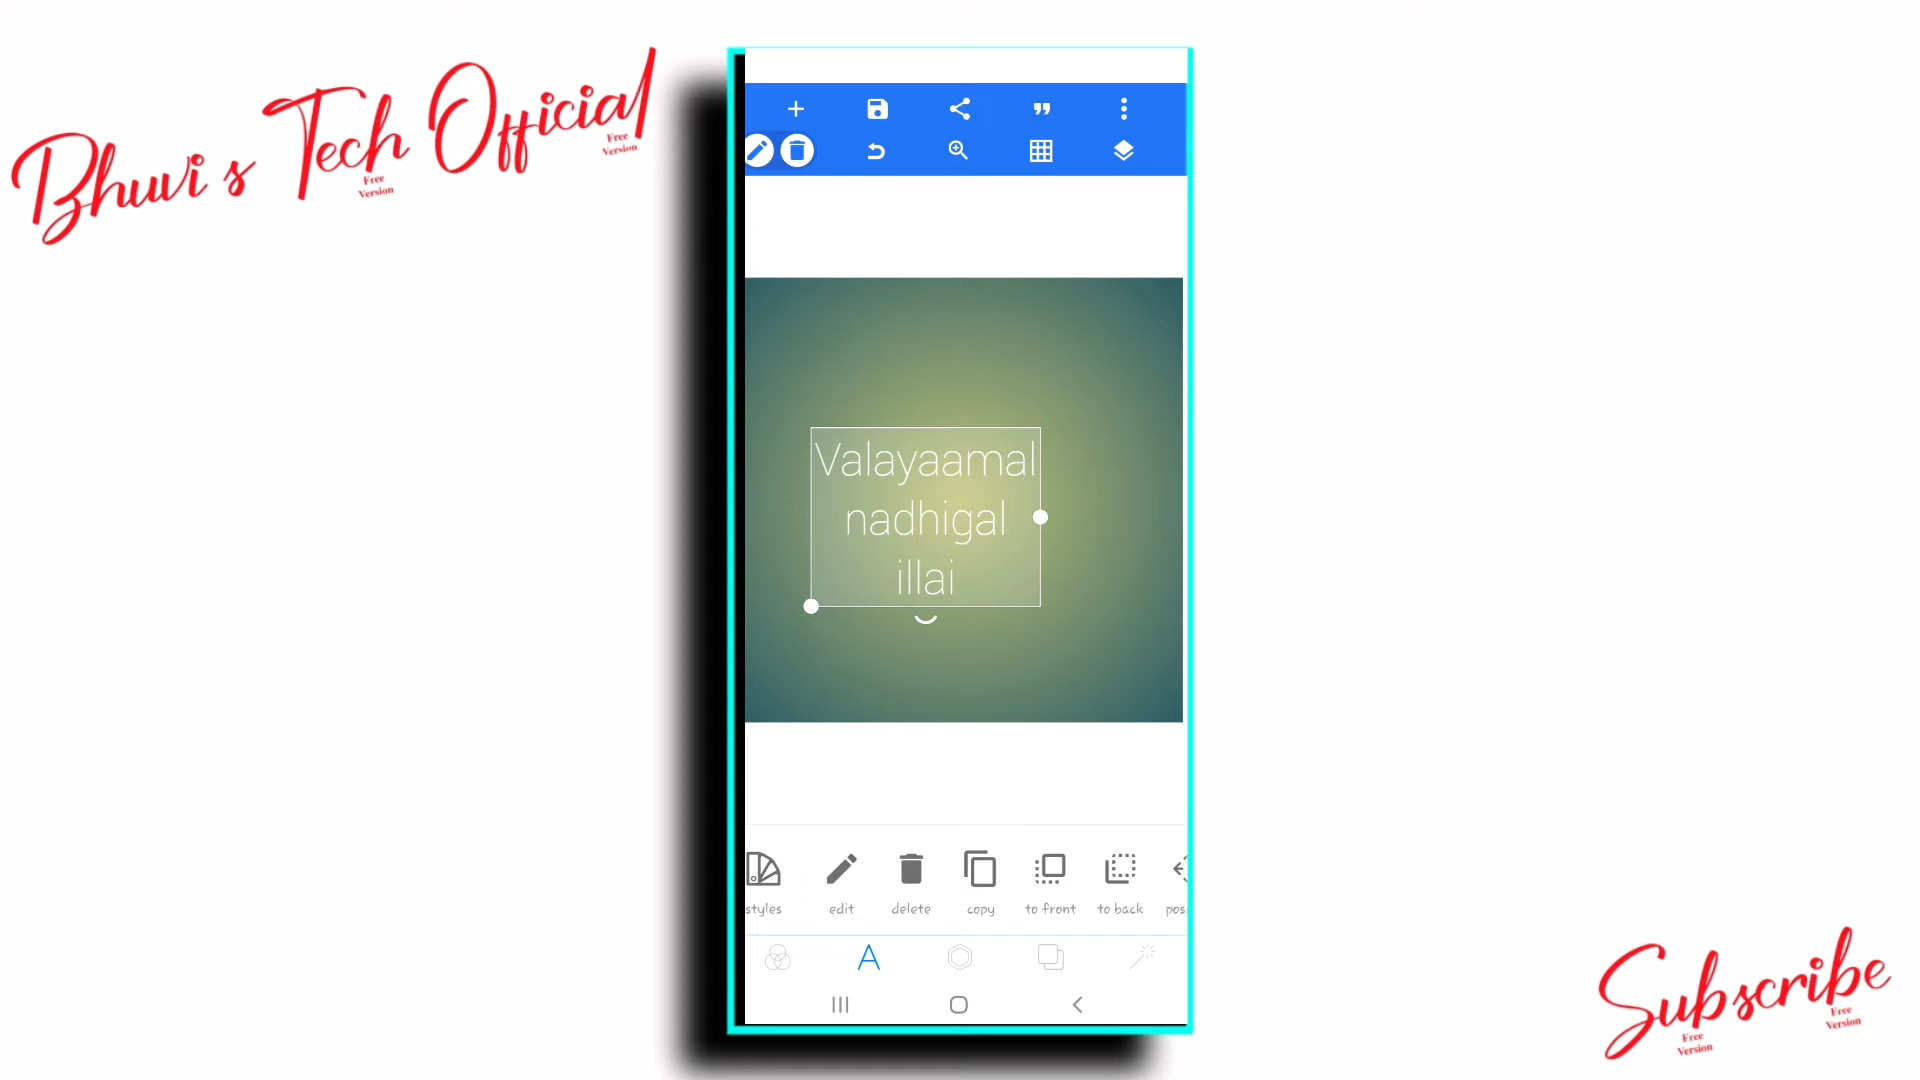 Bhuvi s Tech Official
Free
Version
Free
Version
Valayaamal
nadhigal
illai
styles
edit
delete
copy
to front
to back
pos
Subscribe
Free
Version
Free
Version